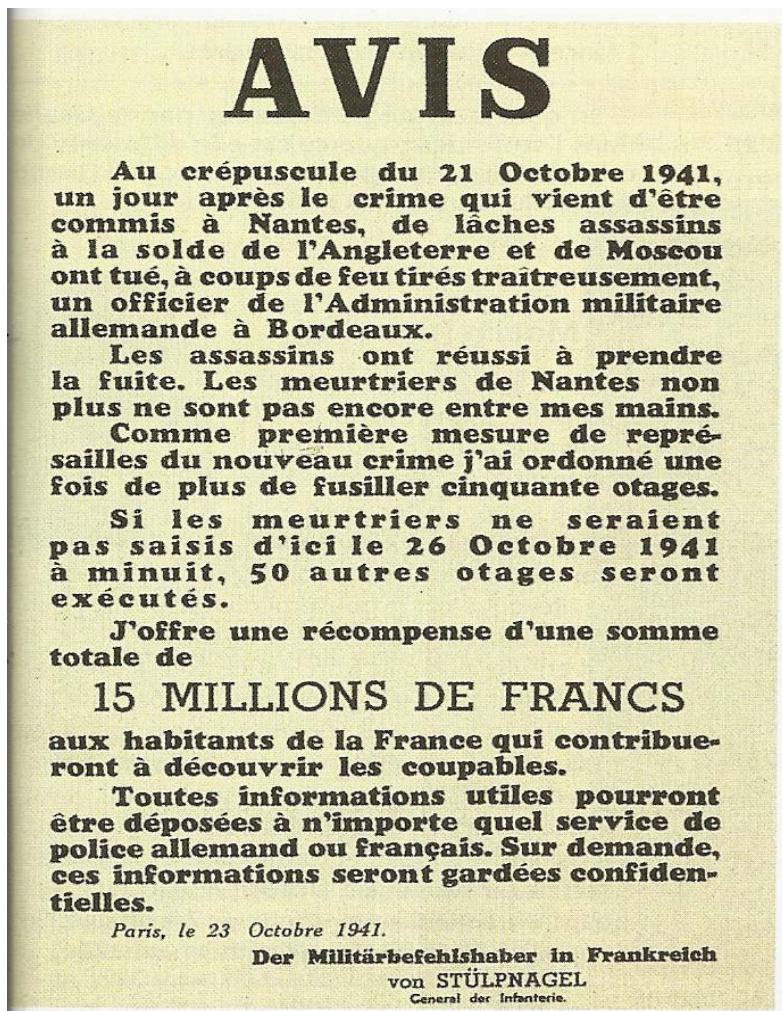 AVIS
Au crépuscule du 21 Octobre 1941,
un jour après le crime qui vient d'être
commis à Nantes, de lâches assassins
à la solde de l'Angleterre et de Moscou
ont tué, à coups de feu tirés traîtreusement,
un officier de l'Administration militaire
allemande à Bordeaux.
Les assassins ont réussi à prendre
la fuite. Les meurtriers de Nantes non
plus ne sont pas encore entre mes mains.
Comme première mesure de repré-
sailles du nouveau crime j'ai ordonné une
fois de plus de fusiller cinquante otages.
Si les meurtriers ne seraient
pas saisis d'ici le 26 Octobre 1941
à minuit, 50 autres otages seront
exécutés.
J'offre une récompense d'une somme
totale de
15 MILLIONS DE FRANCS
aux habitants de la France qui contribue-
ront à découvrir les coupables.
Toutes informations utiles pourront
être déposées à n'importe quel service de
police allemand ou français. Sur demande,
ces informations seront gardées confiden-
tielles.
Paris, le 23 Octobre 1941.
Der Militärbefehlshaber in Frankreich
von STÜLPNAGEL
General der Infanterie.